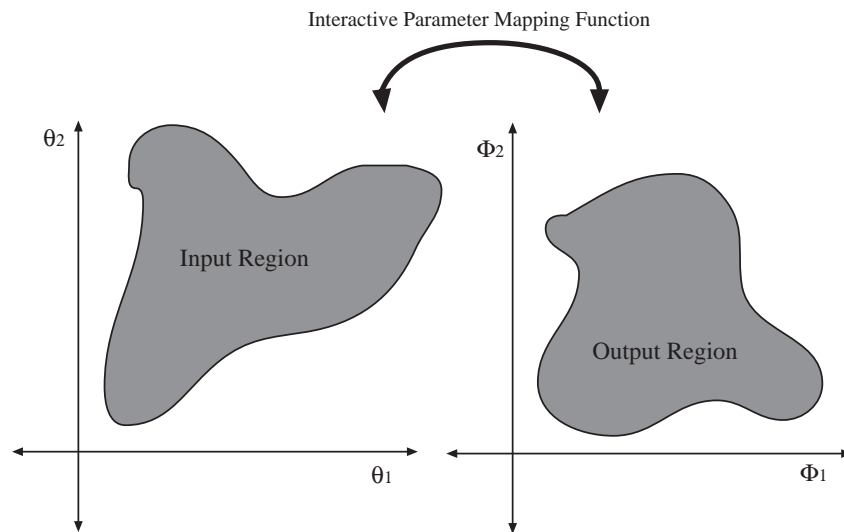 Interactive Parameter Mapping Function
θ2
Φ2
Input Region
Output Region
θ1
Φ1